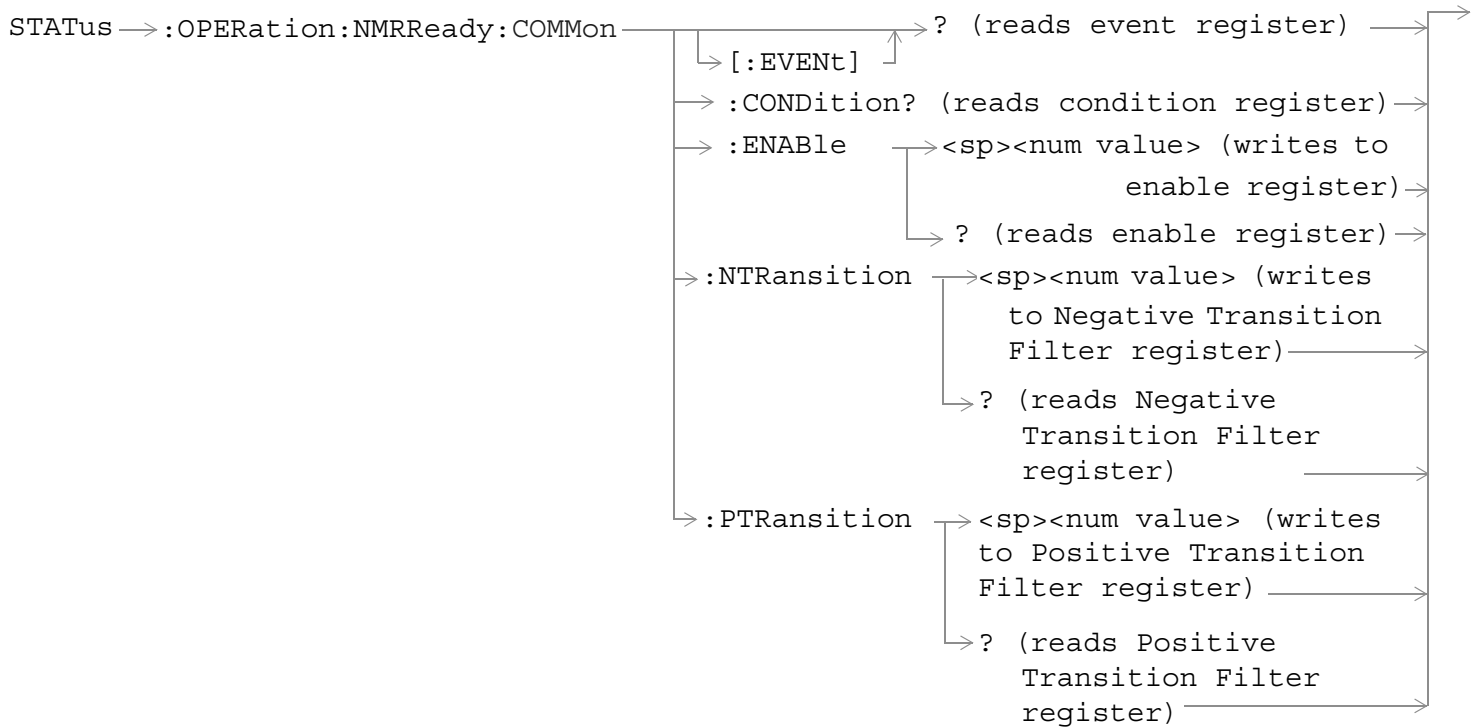 STATus :OPERation:NMRReady:COMMon ? (reads event register)
[:EVENt]
:CONDition? (reads condition register)
:ENABle <sp><num value> (writes to
enable register)
? (reads enable register)
:NTRansition <sp><num value> (writes
to Negative Transition
Filter register)
? (reads Negative
Transition Filter
register)
:PTRansition <sp><num value> (writes
to Positive Transition
Filter register)
? (reads Positive
Transition Filter
register)